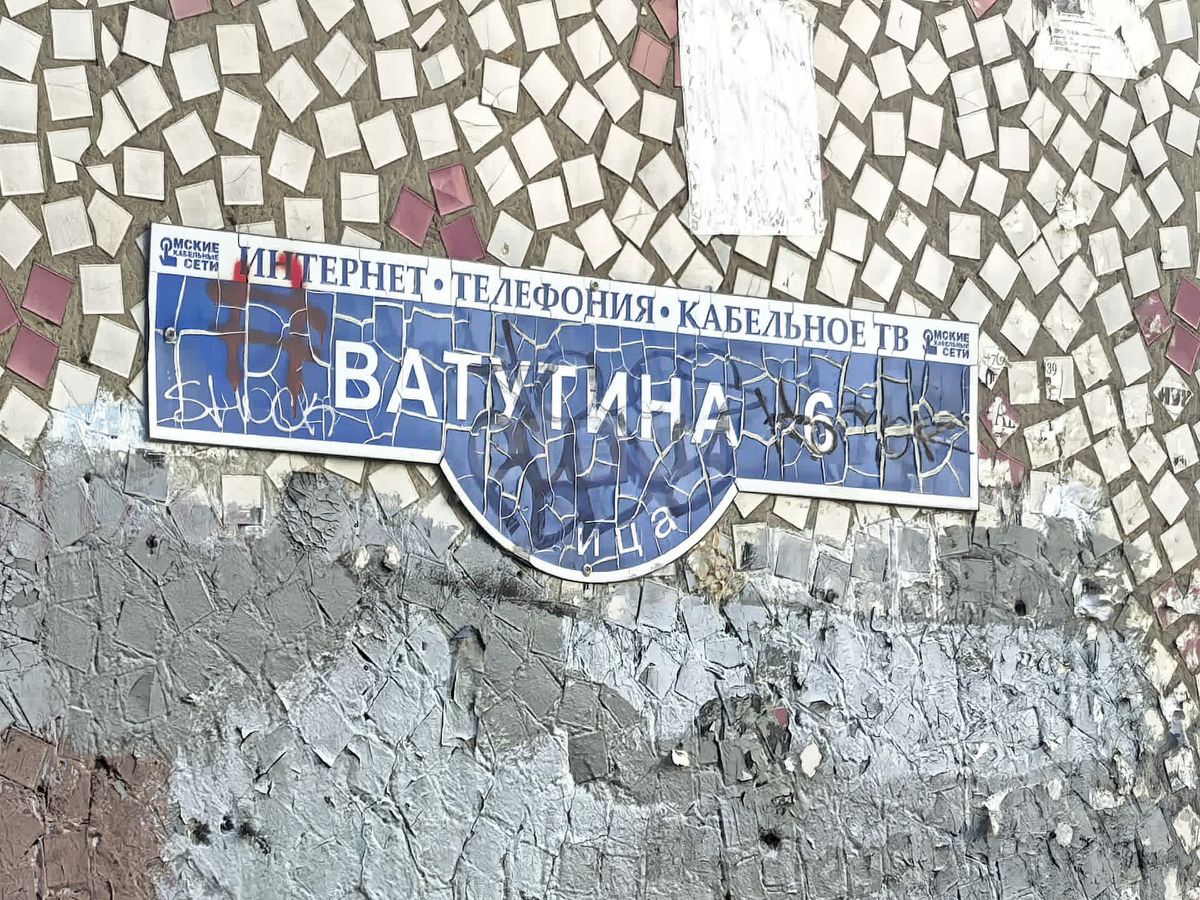 ОМСКИЕ
КАБЕЛЬНЫЕ
СЕТИ
ИНТЕРНЕТ • ТЕЛЕФОНИЯ • КАБЕЛЬНОЕ ТВ
ОМСКИЕ
КАБЕЛЬНЫЕ
СЕТИ
ВАТУТИНА 6
ица